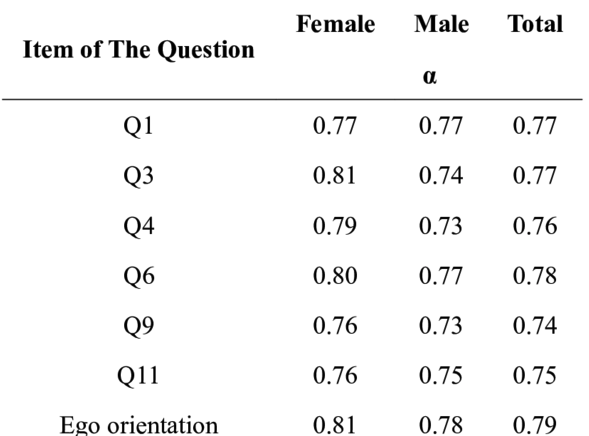 Female Male Total
Item of The Question
α
Q1 0.77 0.77 0.77
Q3 0.81 0.74 0.77
Q4 0.79 0.73 0.76
Q6 0.80 0.77 0.78
Q9 0.76 0.73 0.74
Q11 0.76 0.75 0.75
Ego orientation 0.81 0.78 0.79